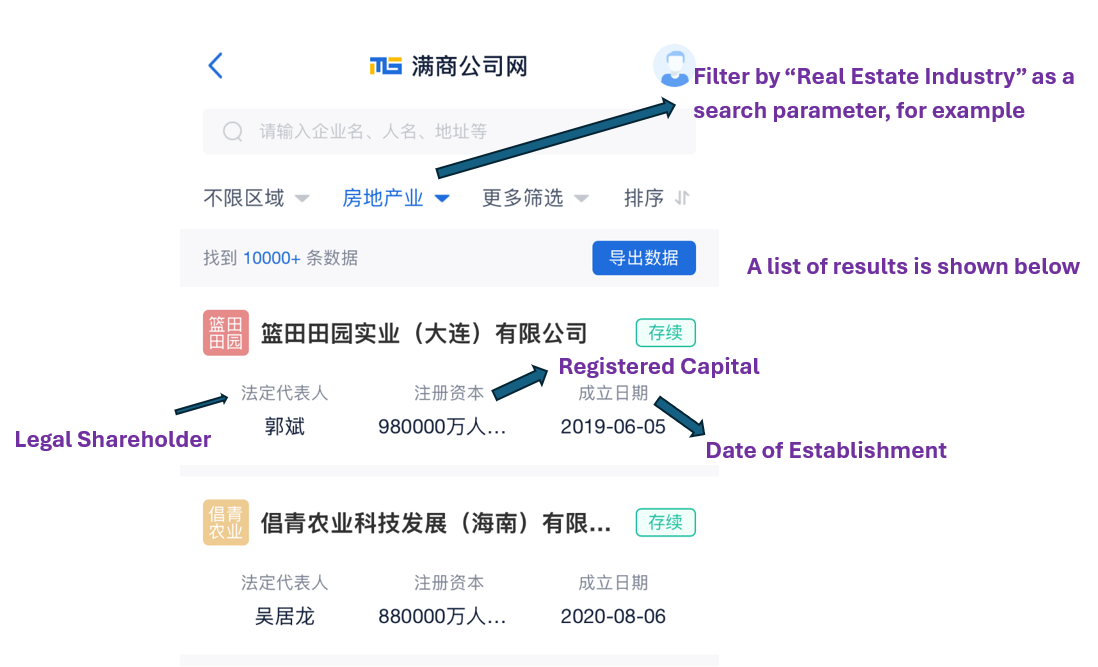 满商公司网
Filter by “Real Estate Industry” as a
search parameter, for example
请输入企业名、人名、地址等
不限区域 房地产业 更多筛选 排序
找到 10000+ 条数据 导出数据
A list of results is shown below
篮田
田园
篮田田园实业（大连）有限公司 存续
Registered Capital
法定代表人 注册资本 成立日期
郭斌 980000万人... 2019-06-05
Legal Shareholder
Date of Establishment
倡青
农业
倡青农业科技发展（海南）有限... 存续
法定代表人 注册资本 成立日期
吴居龙 880000万人... 2020-08-06